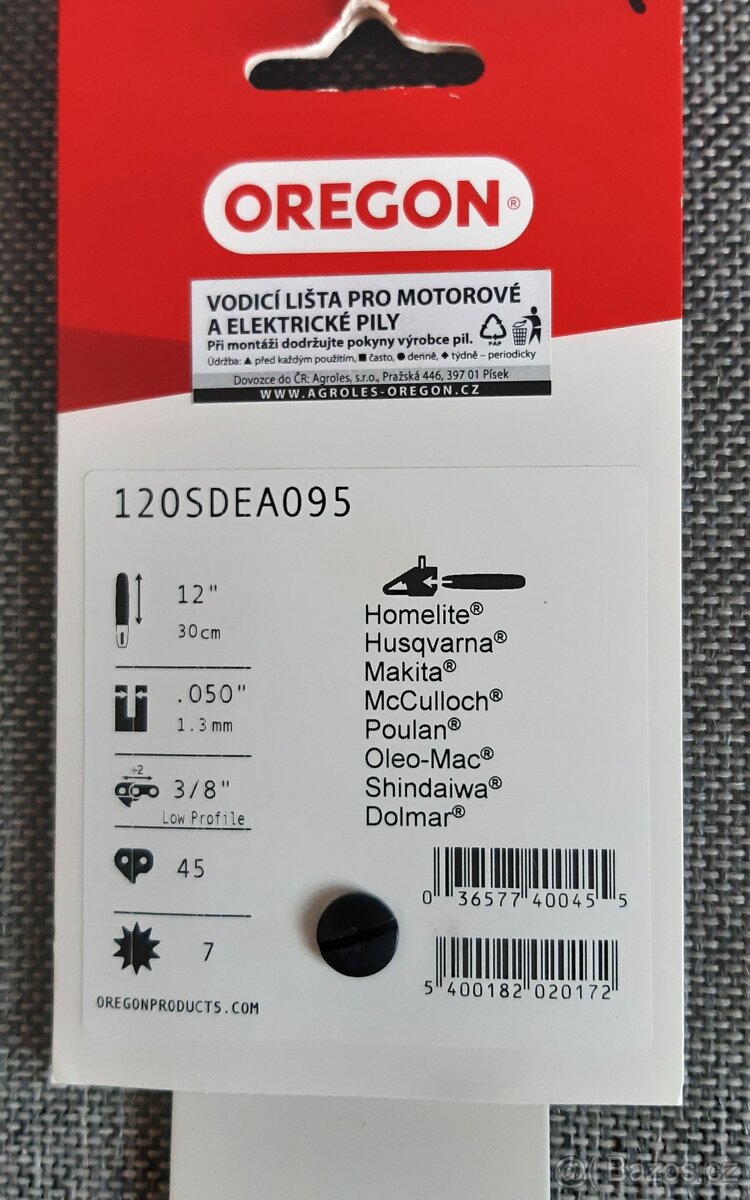 OREGON®
VODICÍ LIŠTA PRO MOTOROVÉ
A ELEKTRICKÉ PILY
Při montáži dodržujte pokyny výrobce pil.
PAP
Údržba: ▲ před každým použitím, ■ často, ● denně, ◆ týdně – periodicky
Dovozce do ČR: Agroles, s.r.o., Pražská 446, 397 01 Písek
WWW.AGROLES-OREGON.CZ
120SDEA095
12"
30cm
.050"
1.3mm
÷2
3/8"
Low Profile
45
7
OREGONPRODUCTS.COM
Homelite®
Husqvarna®
Makita®
McCulloch®
Poulan®
Oleo-Mac®
Shindaiwa®
Dolmar®
0 36577 40045 5
5 400182 020172
Bazos.cz